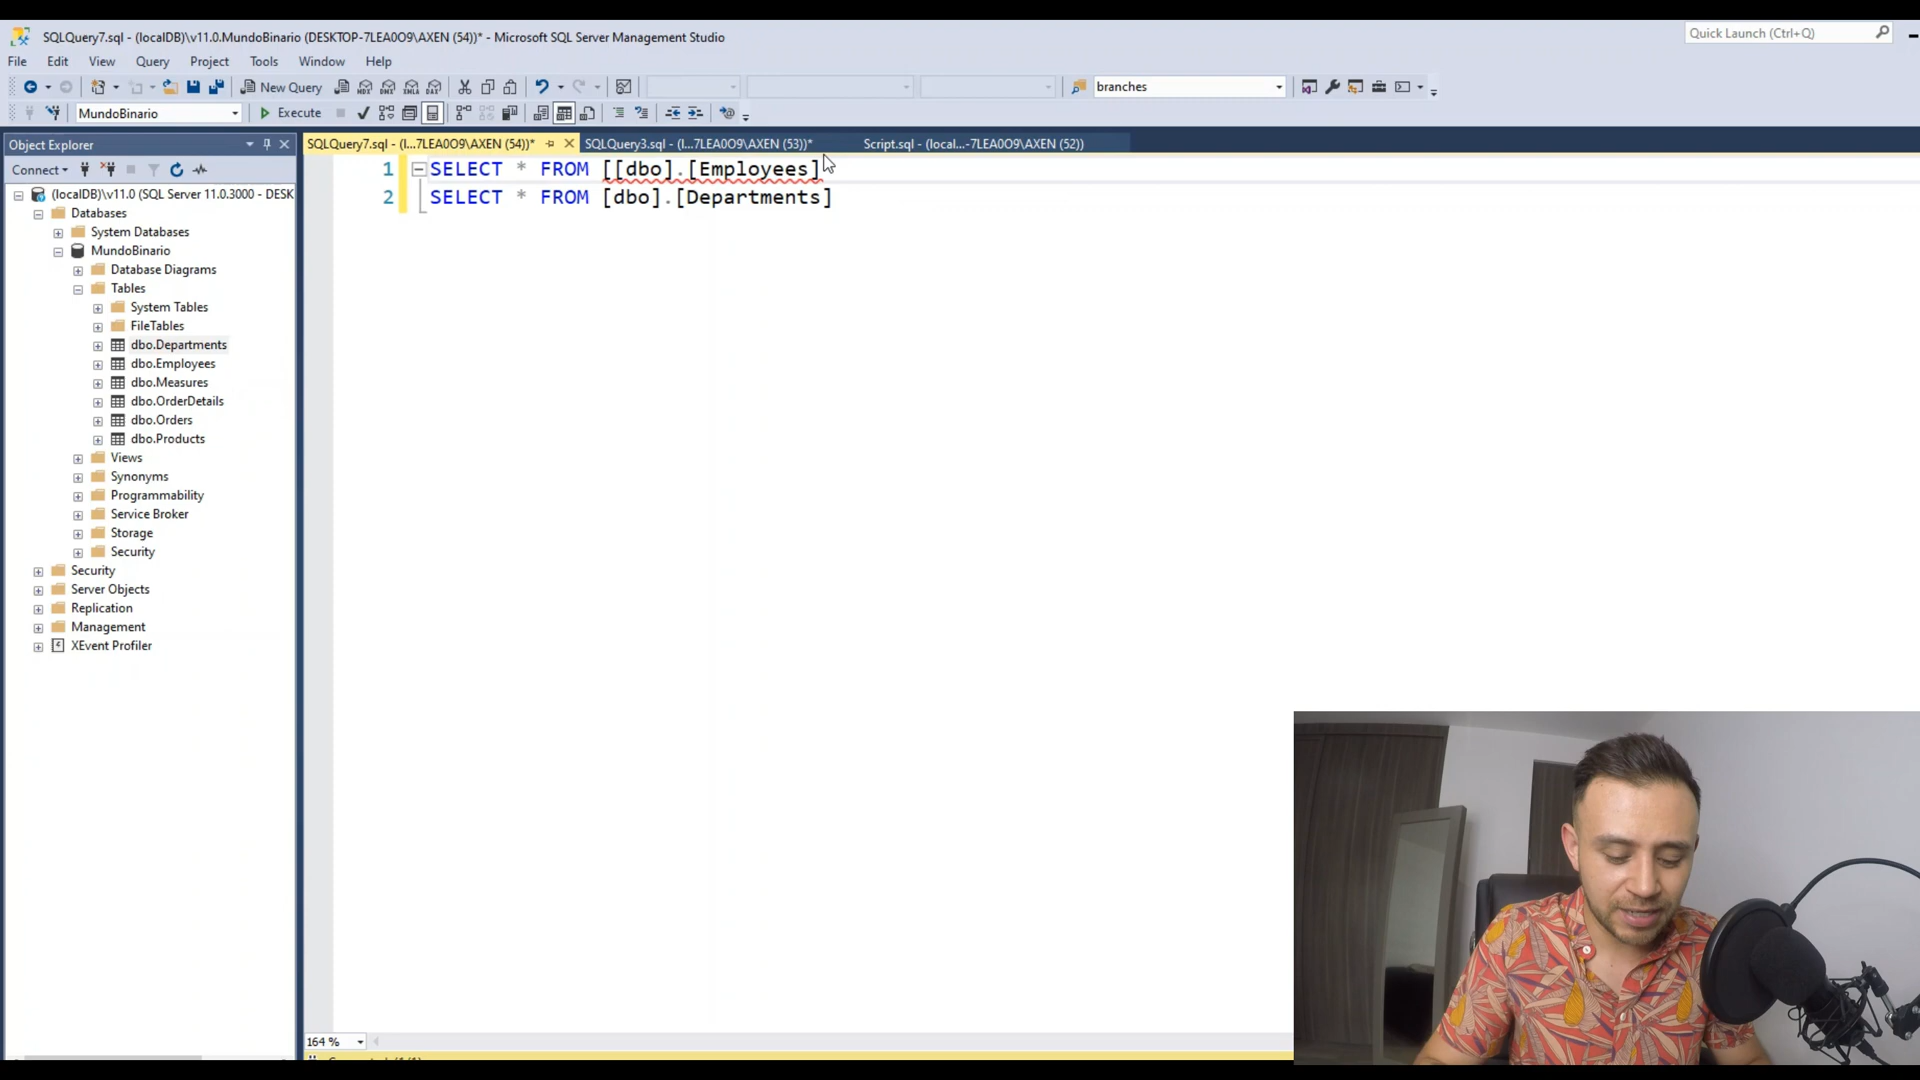 SQLQuery7.sql - (localDB)\v11.0.MundoBinario (DESKTOP-7LEA0O9\AXEN (54))* - Microsoft SQL Server Management Studio
Quick Launch (Ctrl+Q)
File Edit View Query Project Tools Window Help
New Query
branches
MundoBinario
Execute
Object Explorer
SQLQuery7.sql - (l...7LEA0O9\AXEN (54))*
SQLQuery3.sql - (l...7LEA0O9\AXEN (53))*
Script.sql - (local...-7LEA0O9\AXEN (52))
Connect
1 SELECT * FROM [[dbo].[Employees]
2 SELECT * FROM [dbo].[Departments]
(localDB)\v11.0 (SQL Server 11.0.3000 - DESK
Databases
System Databases
MundoBinario
Database Diagrams
Tables
System Tables
FileTables
dbo.Departments
dbo.Employees
dbo.Measures
dbo.OrderDetails
dbo.Orders
dbo.Products
Views
Synonyms
Programmability
Service Broker
Storage
Security
Security
Server Objects
Replication
Management
XEvent Profiler
164 %